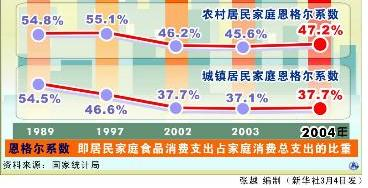 农村居民家庭恩格尔系数
54.8% 55.1% 46.2% 45.6% 47.2%
城镇居民家庭恩格尔系数
54.5% 46.6% 37.7% 37.1% 37.7%
1989 1997 2002 2003 2004年
恩格尔系数 即居民家庭食品消费支出占家庭消费总支出的比重
资料来源：国家统计局
张越 编制（新华社3月4日发）